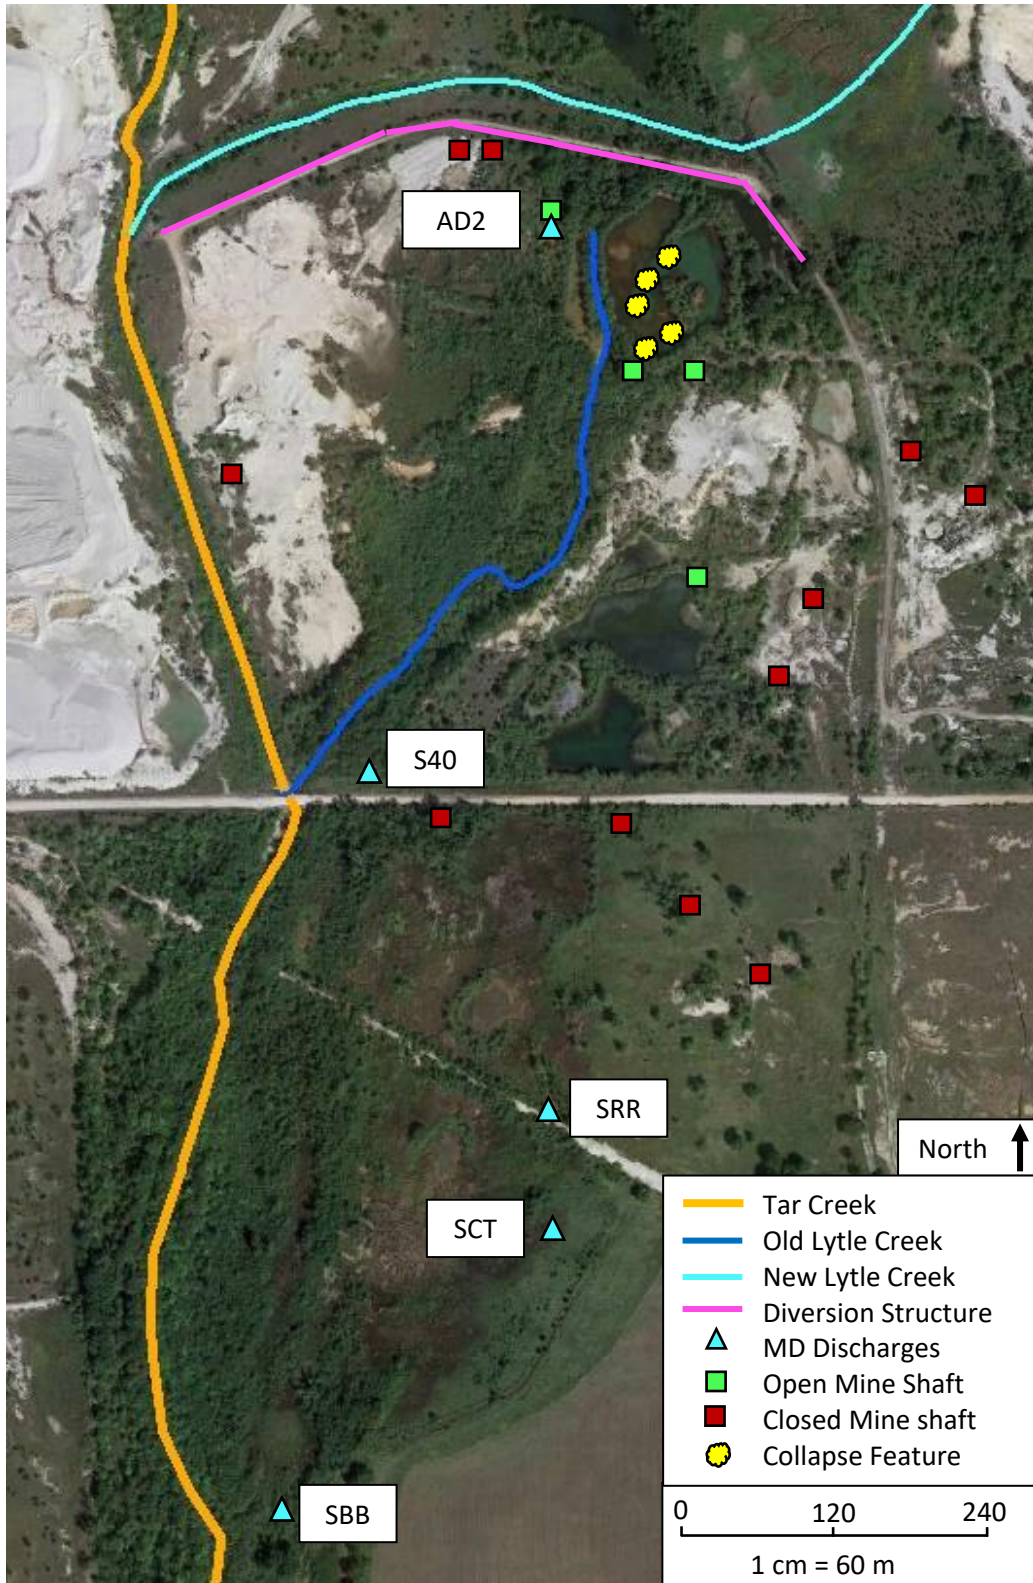 AD2
S40
SRR
SCT
SBB
North
Tar Creek
Old Lytle Creek
New Lytle Creek
Diversion Structure
MD Discharges
Open Mine Shaft
Closed Mine shaft
Collapse Feature
0 120 240
1 cm = 60 m